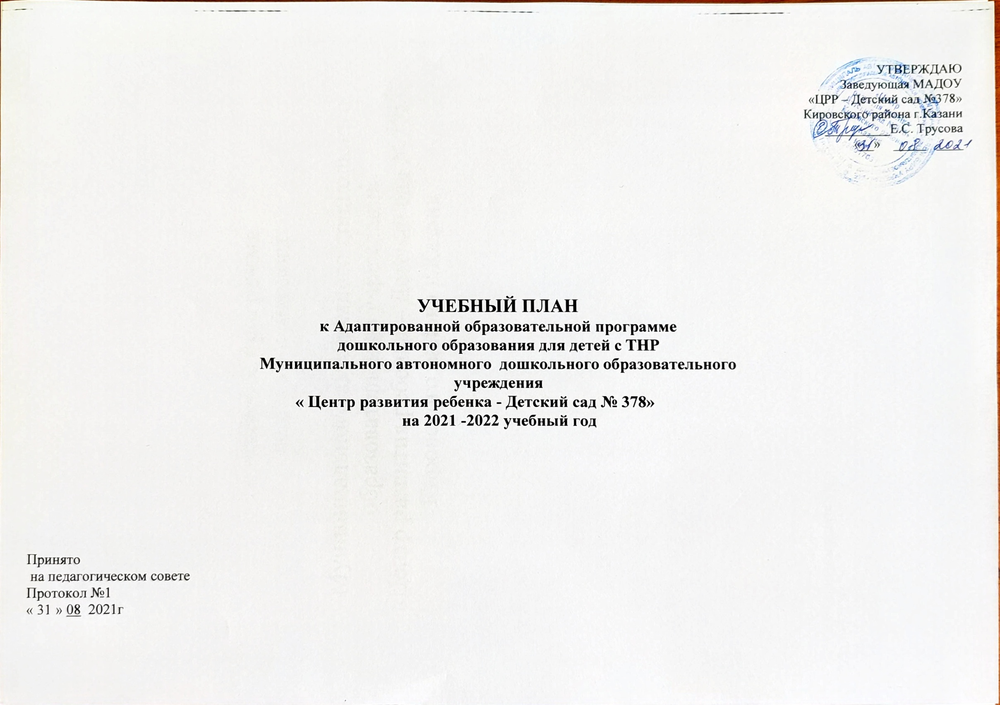 УТВЕРЖДАЮ
Заведующая МАДОУ
«ЦРР – Детский сад №378»
Кировского района г.Казани
Е.С. Трусова
«31» 08 2021
УЧЕБНЫЙ ПЛАН
к Адаптированной образовательной программе
дошкольного образования для детей с ТНР
Муниципального автономного дошкольного образовательного
учреждения
« Центр развития ребенка - Детский сад № 378»
на 2021 -2022 учебный год
Принято
на педагогическом совете
Протокол №1
« 31 » 08 2021г